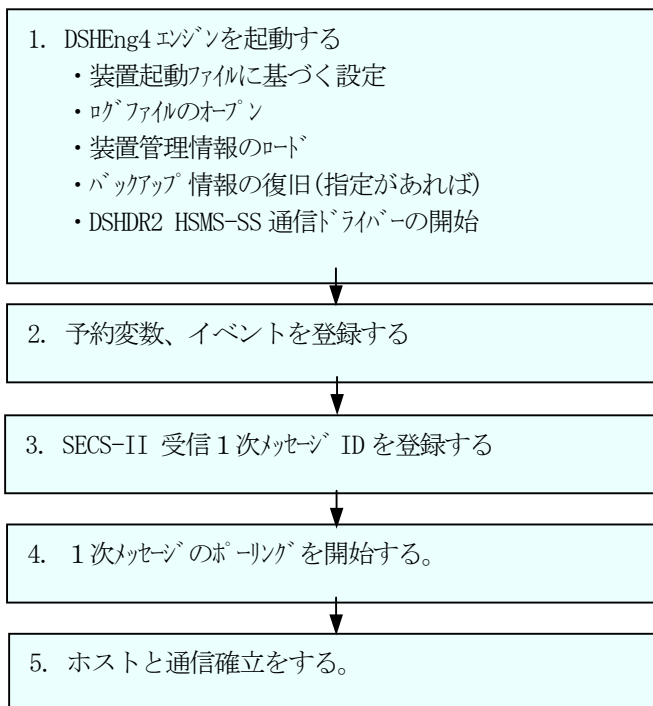 1. DSHEng4 ｴﾝｼﾞﾝを起動する
・装置起動ﾌｧｲﾙに基づく設定
・ﾛｸﾞﾌｧｲﾙのｵｰﾌﾟﾝ
・装置管理情報のﾛｰﾄﾞ
・ﾊﾞｯｸｱｯﾌﾟ情報の復旧(指定があれば)
・DSHDR2 HSMS-SS 通信ﾄﾞﾗｲﾊﾞｰの開始
2. 予約変数、イベントを登録する
3. SECS-II 受信１次ﾒｯｾｰｼﾞ ID を登録する
4. １次ﾒｯｾｰｼﾞのﾎﾟｰﾘﾝｸﾞを開始する。
5. ホストと通信確立をする。